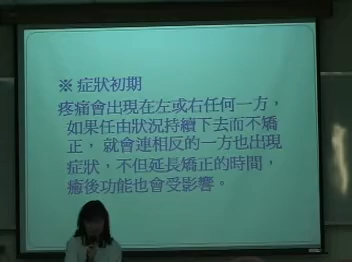 ※ 症狀初期
疼痛會出現在左或右任何一方，
如果任由狀況持續下去而不矯
正， 就會連相反的一方也出現
症狀，不但延長矯正的時間，
癒後功能也會受影響。